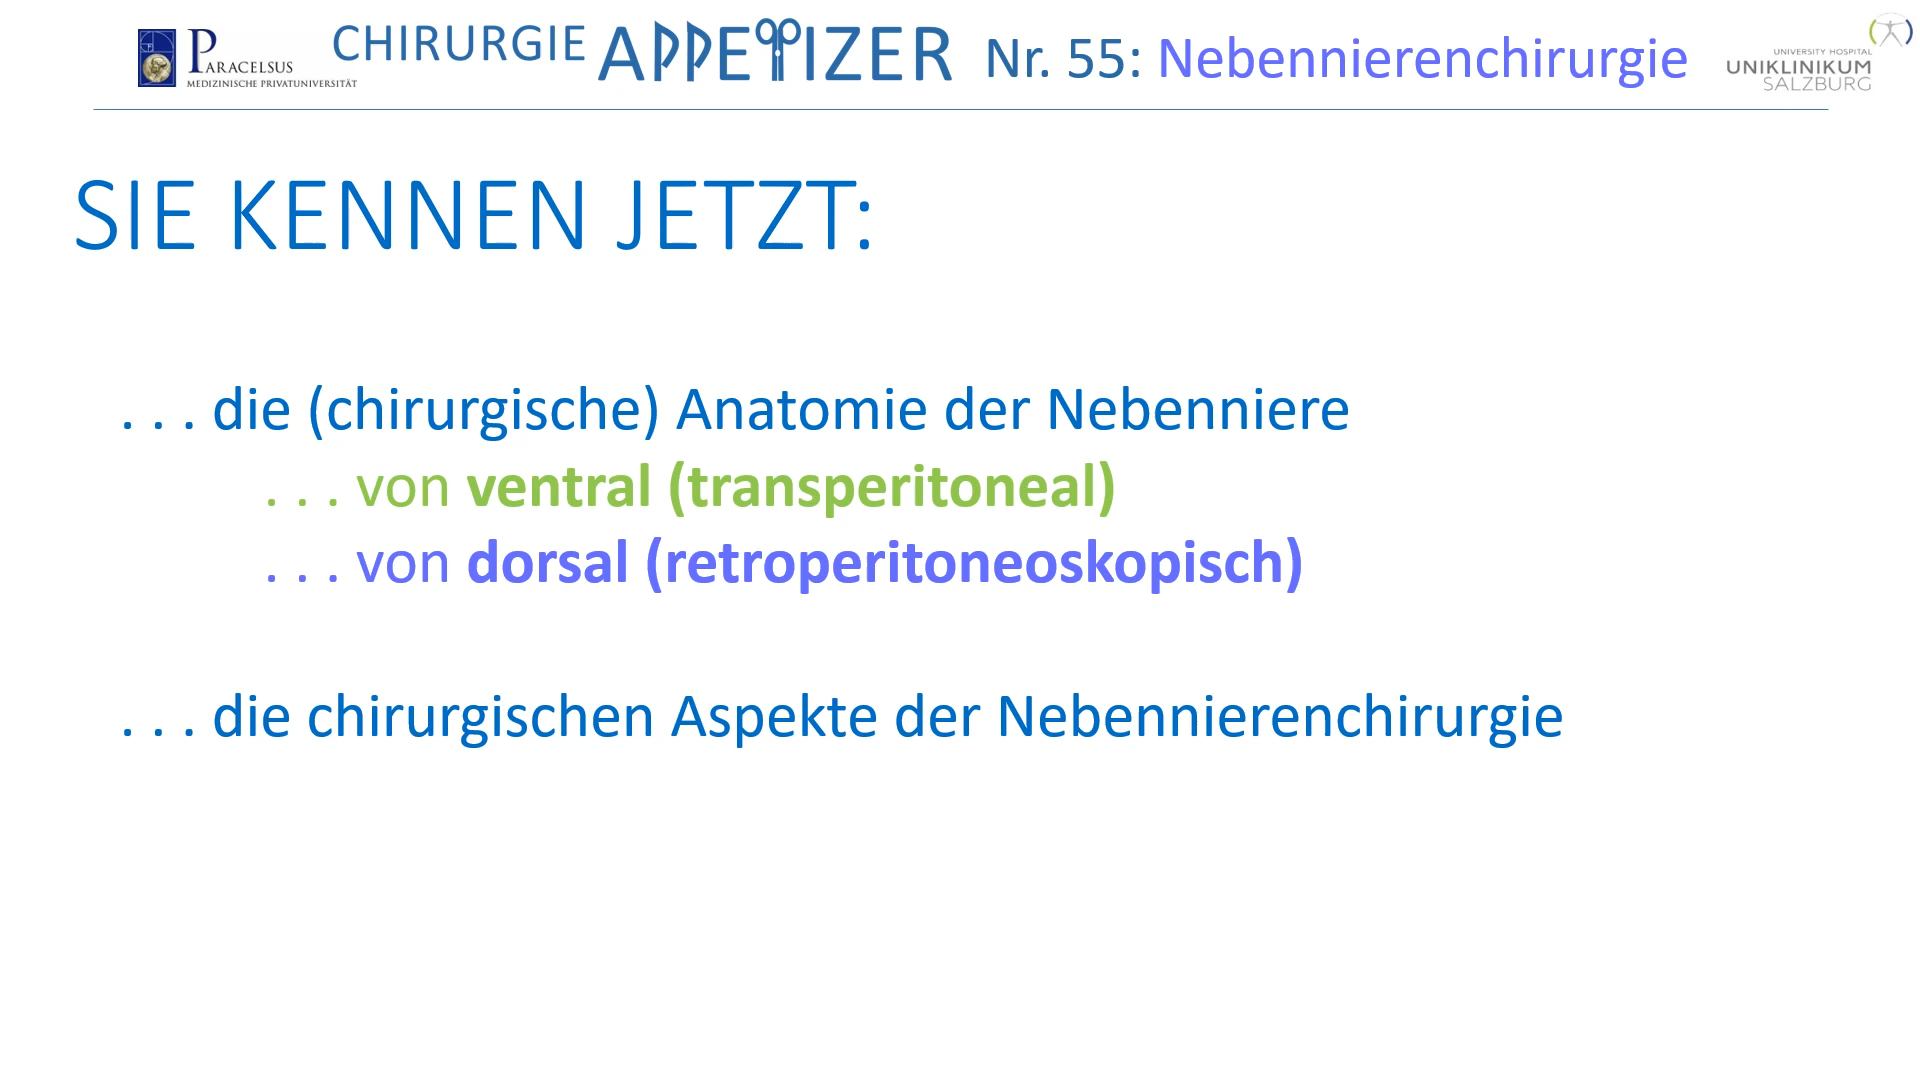 PARACELSUS
MEDIZINISCHE PRIVATUNIVERSITÄT
CHIRURGIE APPETIZER Nr. 55: Nebennierenchirurgie
UNIVERSITY HOSPITAL
UNIKLINIKUM
SALZBURG
SIE KENNEN JETZT:
. . . die (chirurgische) Anatomie der Nebenniere
. . . von ventral (transperitoneal)
. . . von dorsal (retroperitoneoskopisch)
. . . die chirurgischen Aspekte der Nebennierenchirurgie